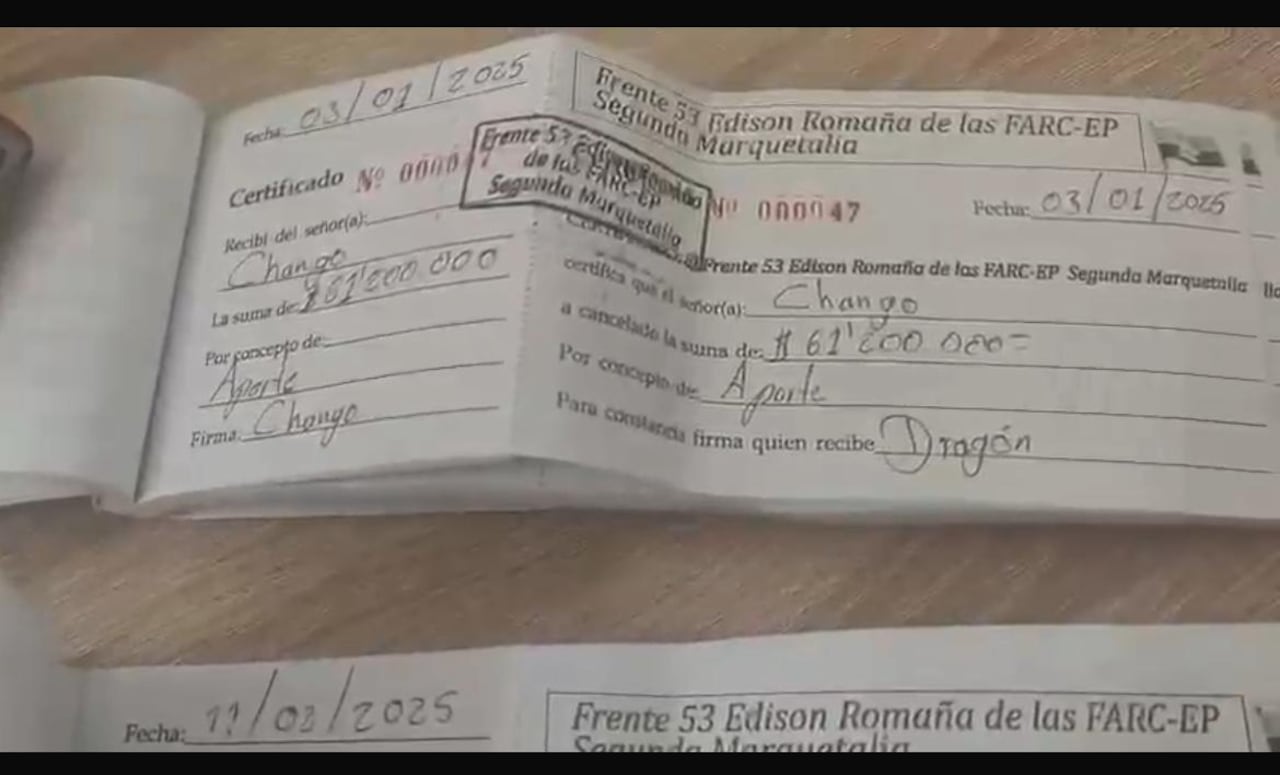 Fecha: 03/01/2025
Certificado Nº 000047
Recibí del señor(a):
Chango
La suma de: $ 61'200 000
Por concepto de:
Aporte
Firma: Chango
Frente 53 Edison Romaña
de las FARC-EP
Segunda Marquetalia
Frente 53 Edison Romaña de las FARC-EP
Segunda Marquetalia
Nº 000047
Fecha: 03/01/2025
Frente 53 Edison Romaña de las FARC-EP Segunda Marquetalia
certifica que el señor(a): Chango
a cancelado la suma de: $ 61'200 000=
Por concepto de: Aporte
Para constancia firma quien recibe Dragón
Fecha: /2025
Frente 53 Edison Romaña de las FARC-EP
Segunda Marquetalia